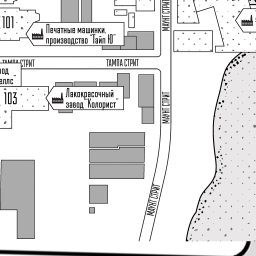 101
Печатные машинки,
производство "Тайп Ю"
МАУНТ СТРИТ
ТАМПА СТРИТ
ТАМПА СТРИТ
103
Лакокрасочный
завод "Колорист"
МАУНТ СТРИТ
МАУНТ СТРИТ